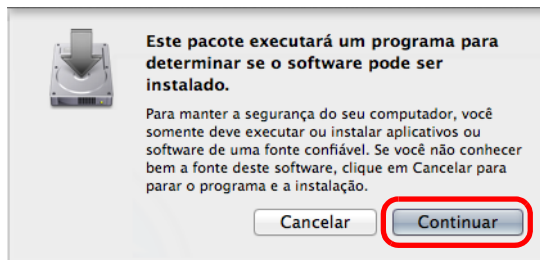 Este pacote executará um programa para
determinar se o software pode ser
instalado.
Para manter a segurança do seu computador, você
somente deve executar ou instalar aplicativos ou
software de uma fonte confiável. Se você não conhecer
bem a fonte deste software, clique em Cancelar para
parar o programa e a instalação.
Cancelar
Continuar